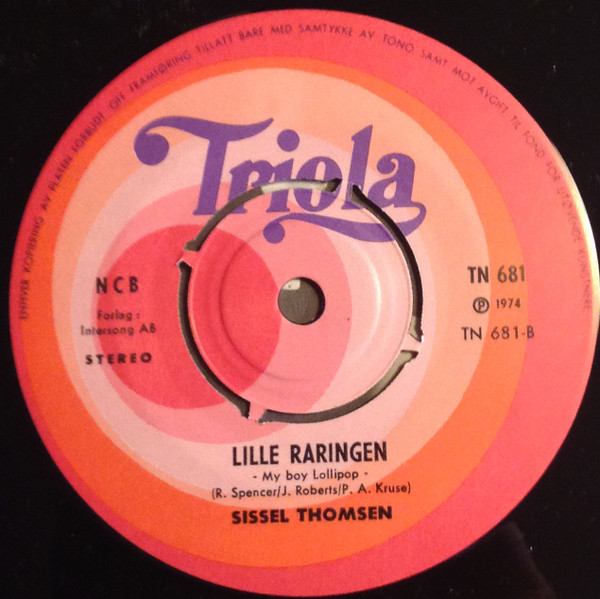 ENHVER KOPIERING AV PLATEN FORBUDT. OFF. FRAMFØRING TILLATT BARE MED SAMTYKKE AV TONO SAMT MOT AVGIFT TIL FOND FOR UTØVENDE KUNSTNERE
Triola
NCB
Forlag:
Intersong AB
STEREO
TN 681
Ⓟ 1974
TN 681-B
LILLE RARINGEN
- My boy Lollipop -
(R. Spencer/J. Roberts/P. A. Kruse)
SISSEL THOMSEN